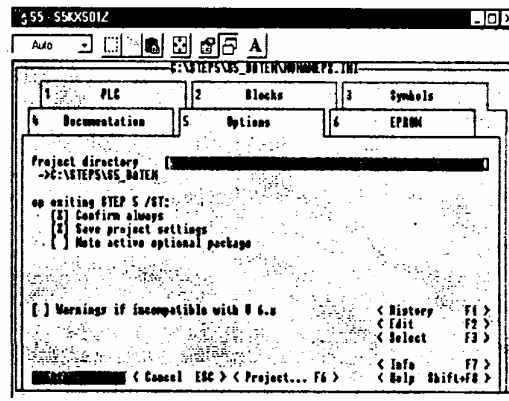 S5 - S5KXS01Z
Auto
A
C:\STEP5\S5_DATEN\NONAMEPX.INI
1 PLC 2 Blocks 3 Symbols
4 Documentation 5 Options 6 EPROM
Project directory [
->C:\STEP5\S5_DATEN
on exiting STEP 5 /ST:
[X] Confirm always
[X] Save project settings
[ ] Note active optional package
[ ] Warnings if incompatible with V 6.x
< History F1 >
< Edit F2 >
< Select F3 >
< Info F7 >
< Cancel ESC > < Project... F6 > < Help Shift+F8 >